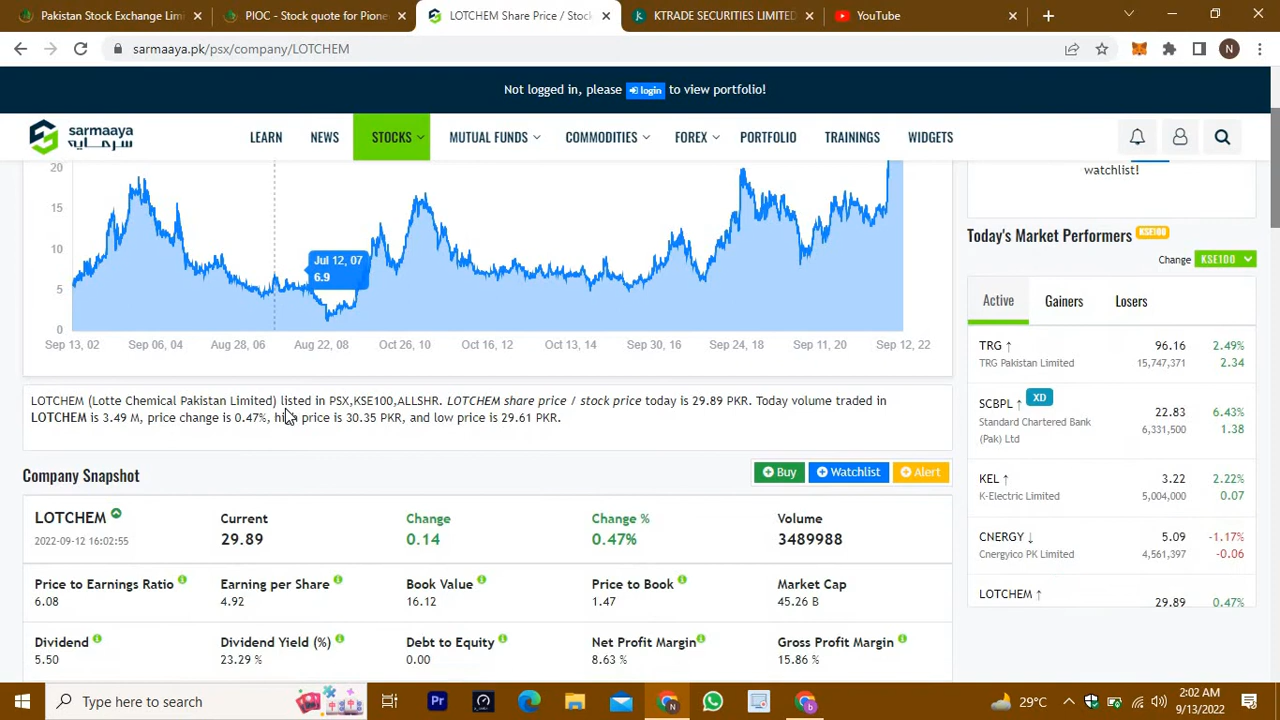 Pakistan Stock Exchange Limi
PIOC - Stock quote for Pione
LOTCHEM Share Price / Stock
KTRADE SECURITIES LIMITED
YouTube
sarmaaya.pk/psx/company/LOTCHEM
N
Not logged in, please login to view portfolio!
sarmaaya
سرمایہ
LEARN
NEWS
STOCKS
MUTUAL FUNDS
COMMODITIES
FOREX
PORTFOLIO
TRAININGS
WIDGETS
20
15
10
5
0
Jul 12, 07
6.9
Sep 13, 02
Sep 06, 04
Aug 28, 06
Aug 22, 08
Oct 26, 10
Oct 16, 12
Oct 13, 14
Sep 30, 16
Sep 24, 18
Sep 11, 20
Sep 12, 22
LOTCHEM (Lotte Chemical Pakistan Limited) listed in PSX,KSE100,ALLSHR. LOTCHEM share price / stock price today is 29.89 PKR. Today volume traded in
LOTCHEM is 3.49 M, price change is 0.47%, high price is 30.35 PKR, and low price is 29.61 PKR.
Company Snapshot
Buy
Watchlist
Alert
LOTCHEM
2022-09-12 16:02:55
Current
29.89
Change
0.14
Change %
0.47%
Volume
3489988
Price to Earnings Ratio
6.08
Earning per Share
4.92
Book Value
16.12
Price to Book
1.47
Market Cap
45.26 B
Dividend
5.50
Dividend Yield (%)
23.29 %
Debt to Equity
0.00
Net Profit Margin
8.63 %
Gross Profit Margin
15.86 %
watchlist!
Today's Market Performers KSE100
Change KSE100
Active
Gainers
Losers
TRG ↑ 96.16 2.49%
TRG Pakistan Limited 15,747,371 2.34
XD
SCBPL ↑ 22.83 6.43%
Standard Chartered Bank 6,331,500 1.38
(Pak) Ltd
KEL ↑ 3.22 2.22%
K-Electric Limited 5,004,000 0.07
CNERGY ↓ 5.09 -1.17%
Cnergyico PK Limited 4,561,397 -0.06
LOTCHEM ↑ 29.89 0.47%
Type here to search
Pr
N
b
29°C
2:02 AM
9/13/2022